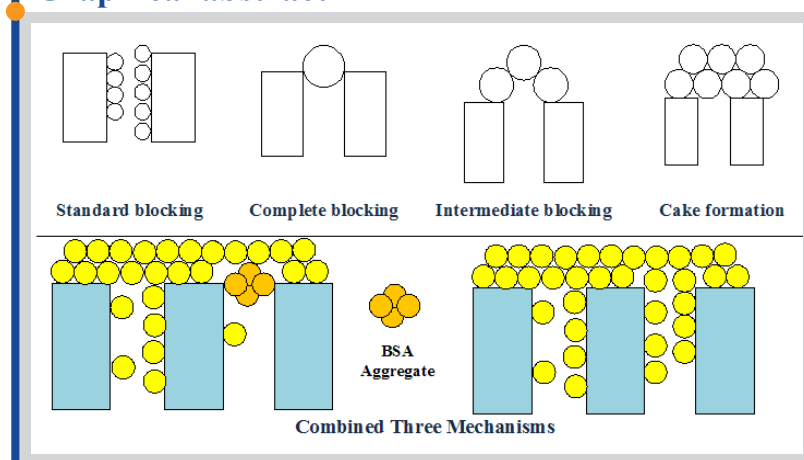 Standard blocking
Complete blocking
Intermediate blocking
Cake formation
BSA
Aggregate
Combined Three Mechanisms